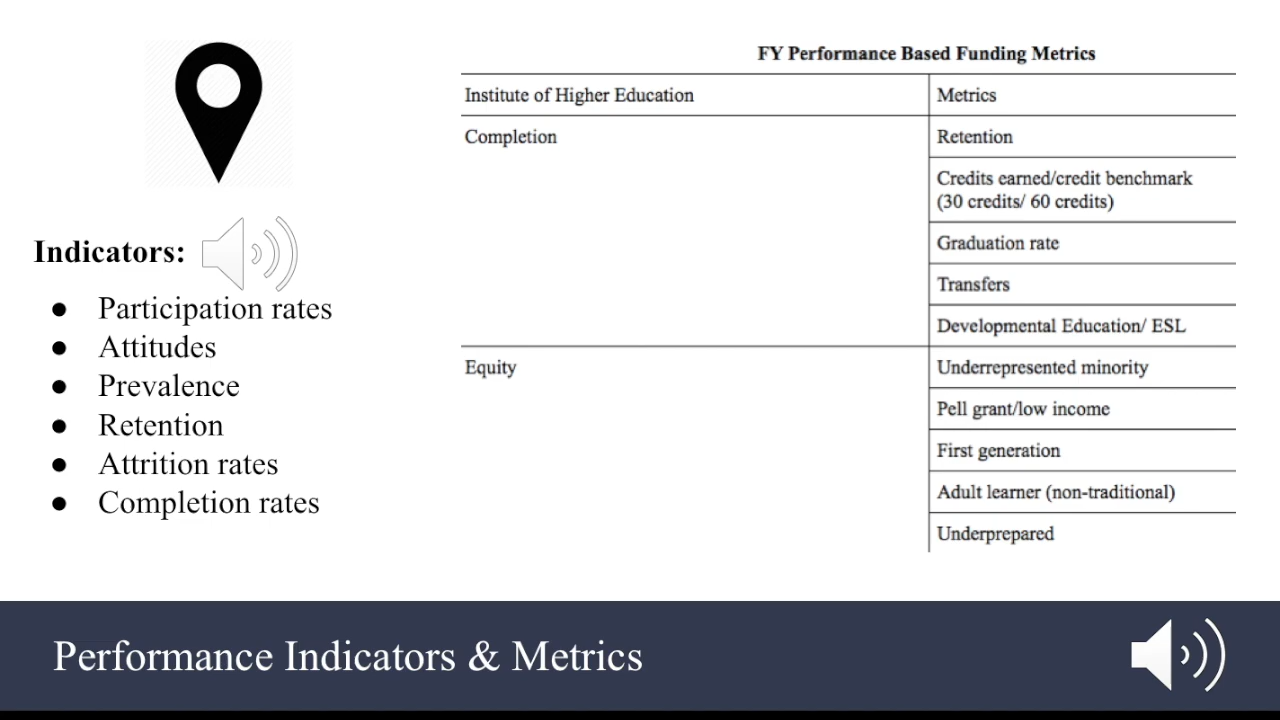 Indicators:
● Participation rates
● Attitudes
● Prevalence
● Retention
● Attrition rates
● Completion rates
FY Performance Based Funding Metrics
Institute of Higher Education Metrics
Completion Retention
Credits earned/credit benchmark
(30 credits/ 60 credits)
Graduation rate
Transfers
Developmental Education/ ESL
Equity Underrepresented minority
Pell grant/low income
First generation
Adult learner (non-traditional)
Underprepared
Performance Indicators & Metrics